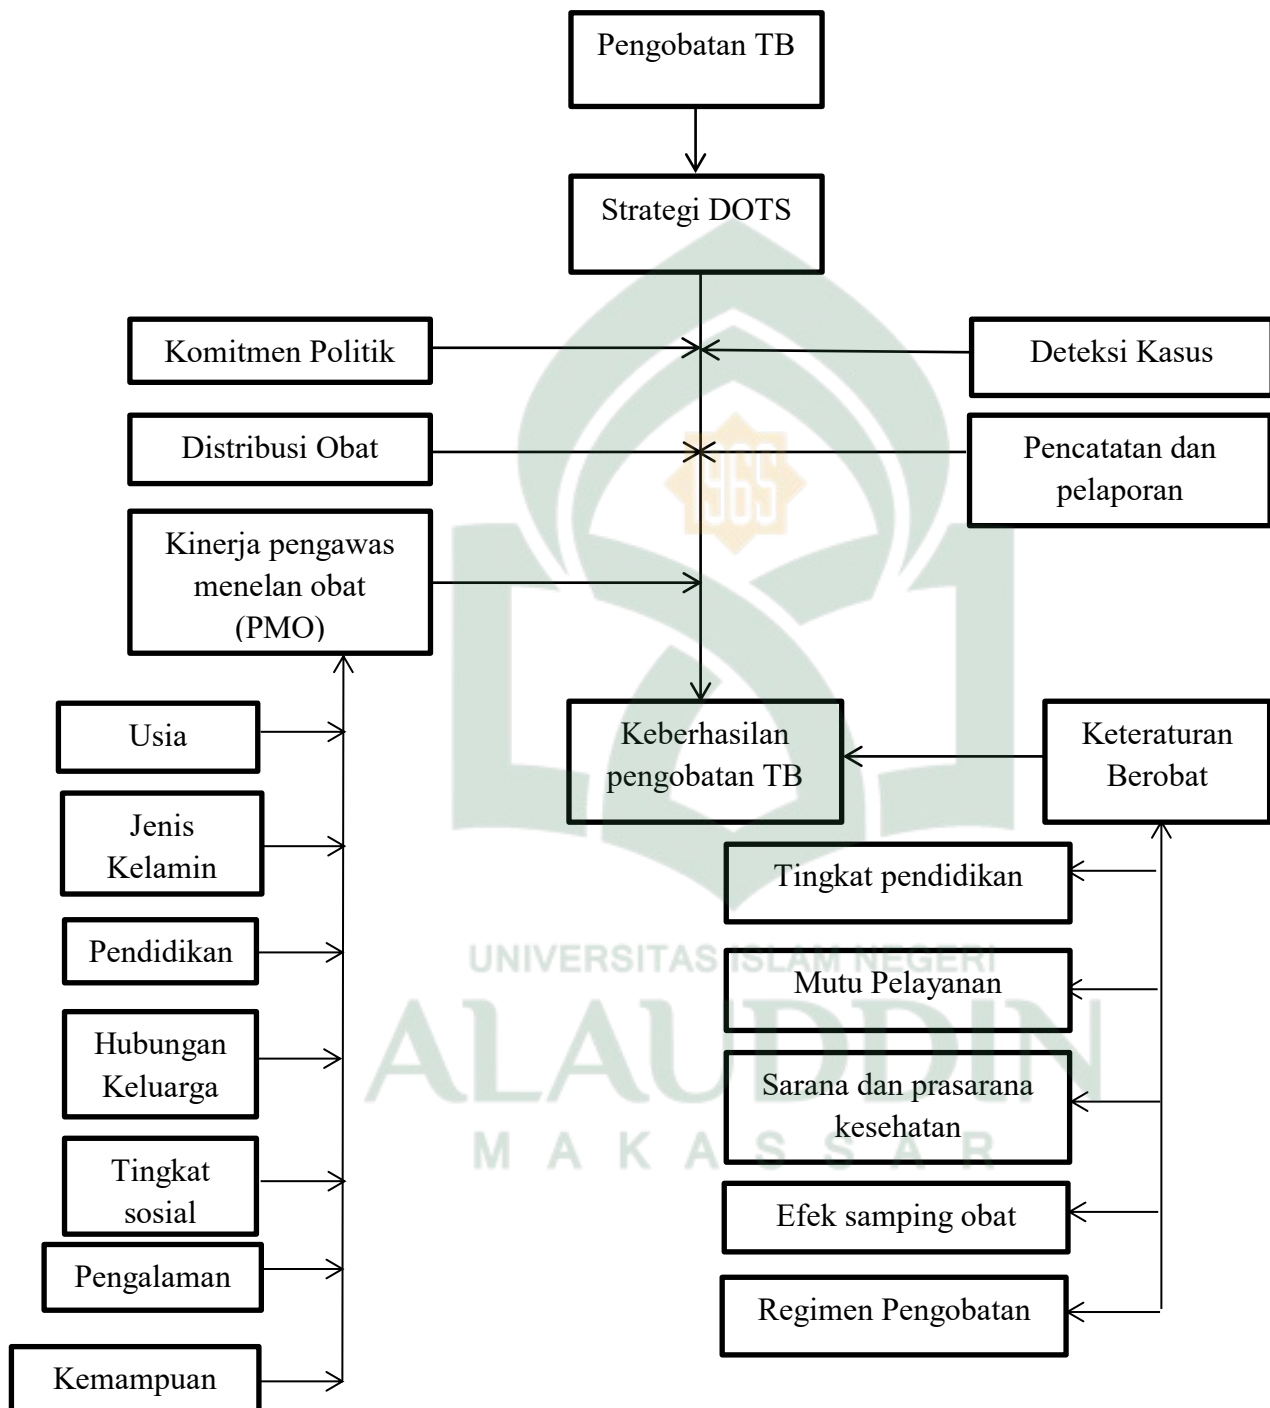 Pengobatan TB
Strategi DOTS
Komitmen Politik
Deteksi Kasus
Distribusi Obat
Pencatatan dan
pelaporan
Kinerja pengawas
menelan obat
(PMO)
Usia
Keberhasilan
pengobatan TB
Keteraturan
Berobat
Jenis
Kelamin
Tingkat pendidikan
Pendidikan
Mutu Pelayanan
Hubungan
Keluarga
Sarana dan prasarana
kesehatan
Tingkat
sosial
Efek samping obat
Pengalaman
Regimen Pengobatan
Kemampuan
1965
UNIVERSITAS ISLAM NEGERI
ALAUDDIN
MAKASSAR